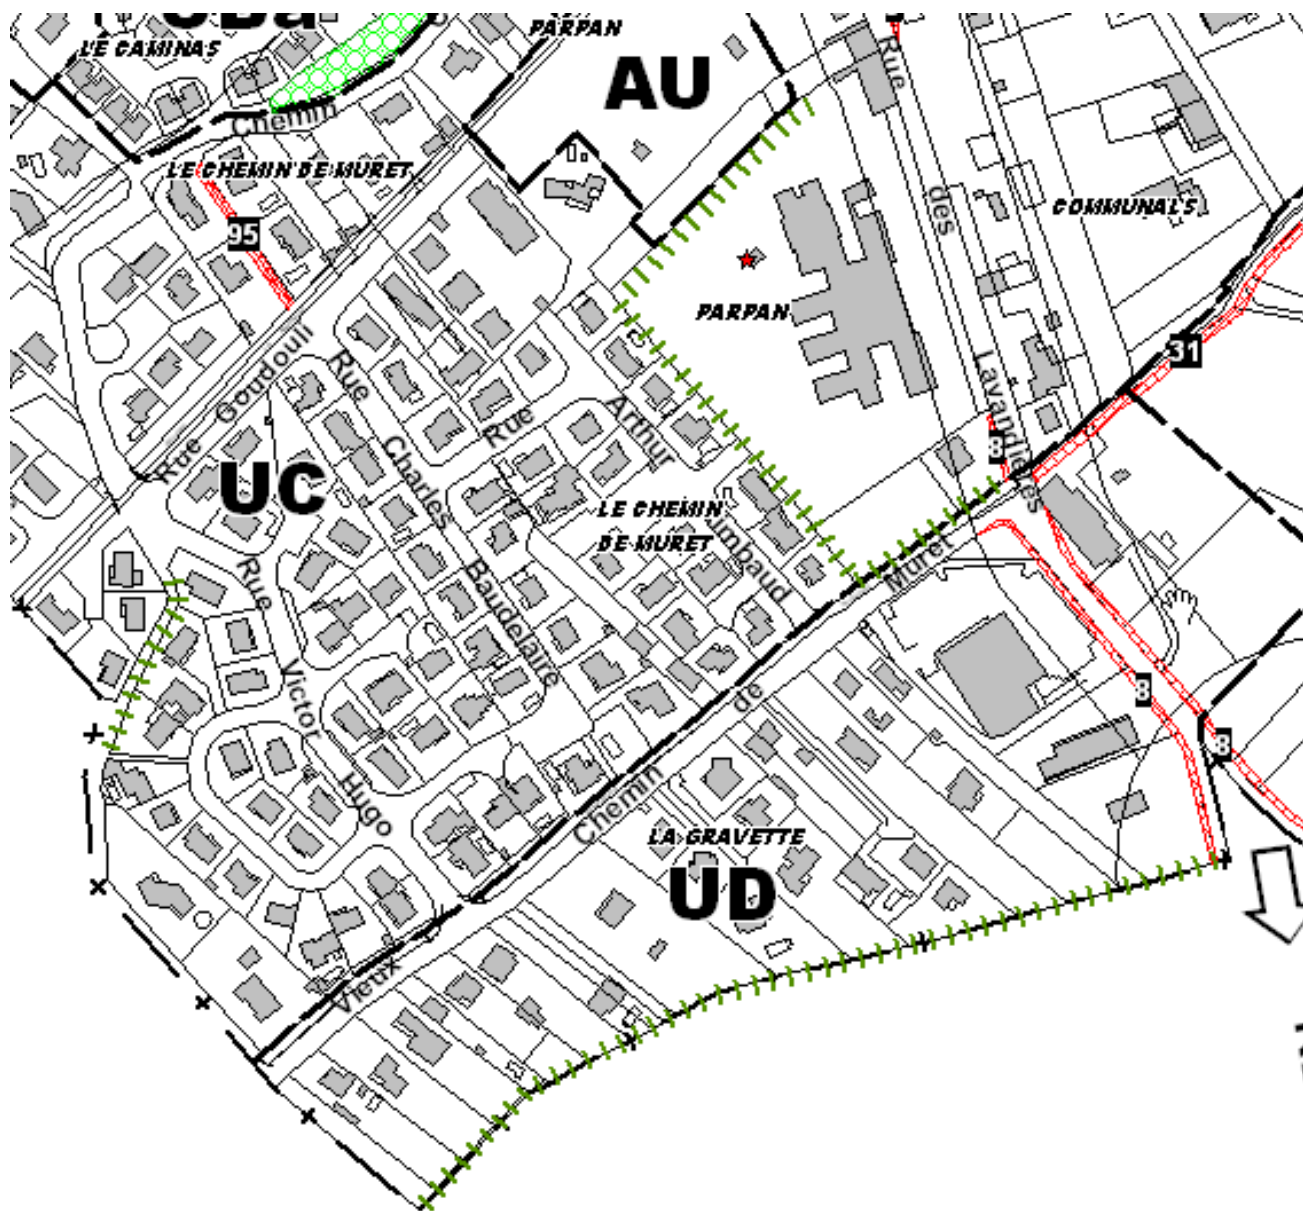 UBa
PARPAN
LE CAMINAS
AU
Rue
Chemin
LE CHEMIN DE MURET
95
des
COMMUNALS
PARPAN
31
Rue Goudouli
Rue
Lavandières
Rue
Arthur
8
UC
Charles
LE CHEMIN
DE MURET
Rimbaud
Muret
Rue
Baudelaire
Victor
de
8
8
Hugo
Chemin
LA GRAVETTE
UD
Vieux